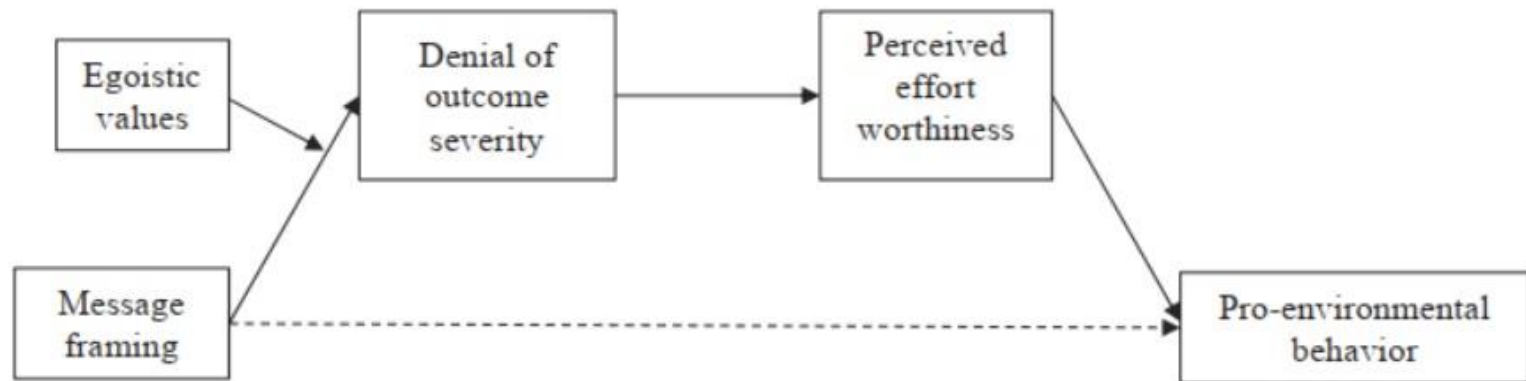 Egoistic
values
Denial of
outcome
severity
Perceived
effort
worthiness
Message
framing
Pro-environmental
behavior